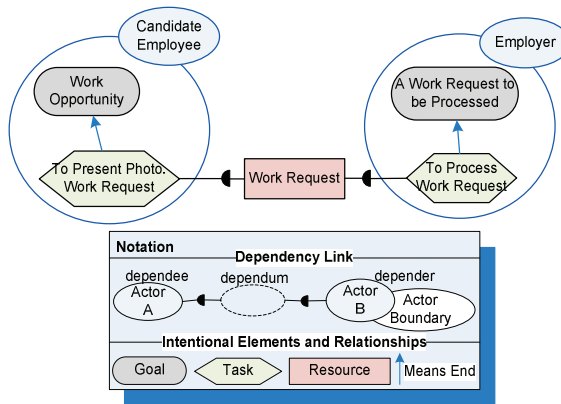 Candidate
Employee
Employer
Work
Opportunity
A Work Request to
be Processed
To Present Photo.
Work Request
Work Request
To Process
Work Request
Notation
Dependency Link
dependee
dependum
depender
Actor
A
Actor
B
Actor
Boundary
Intentional Elements and Relationships
Goal
Task
Resource
Means End